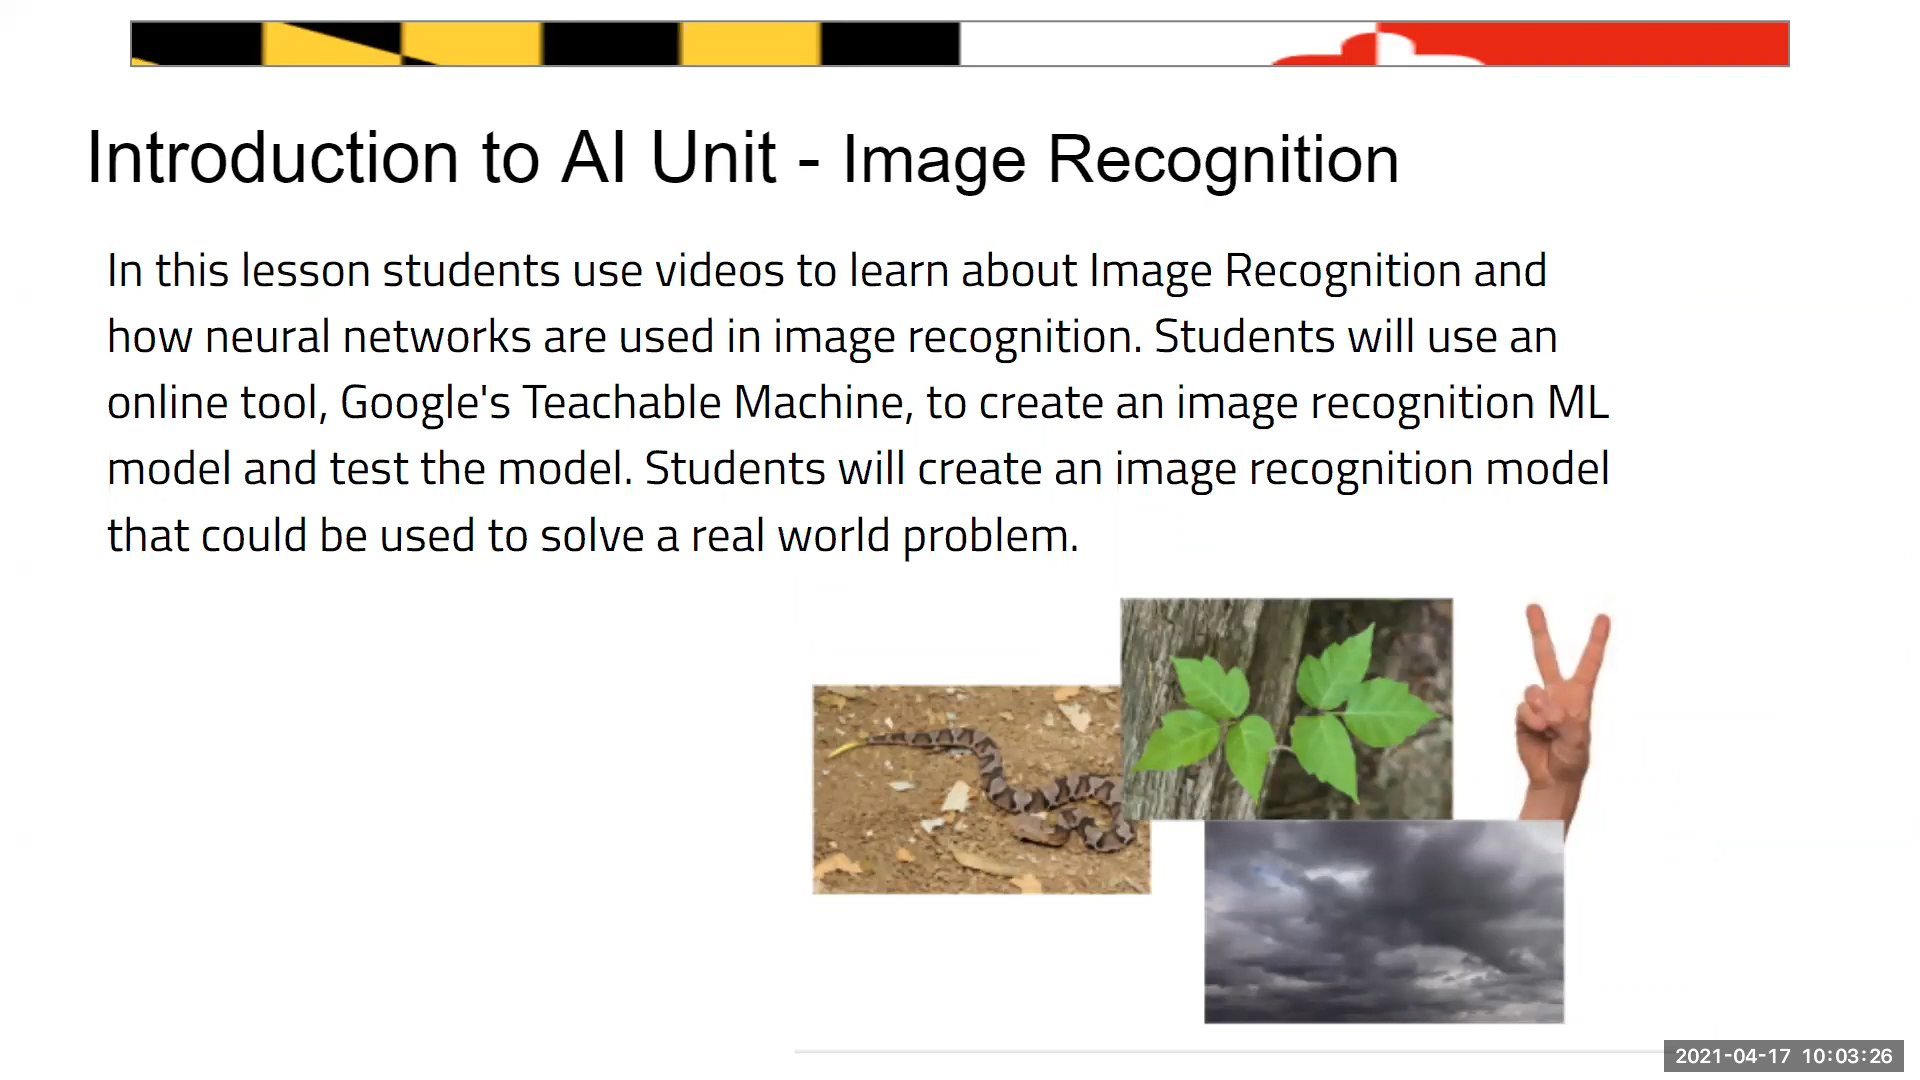 Introduction to AI Unit - Image Recognition
In this lesson students use videos to learn about Image Recognition and
how neural networks are used in image recognition. Students will use an
online tool, Google's Teachable Machine, to create an image recognition ML
model and test the model. Students will create an image recognition model
that could be used to solve a real world problem.
2021-04-17 10:03:26